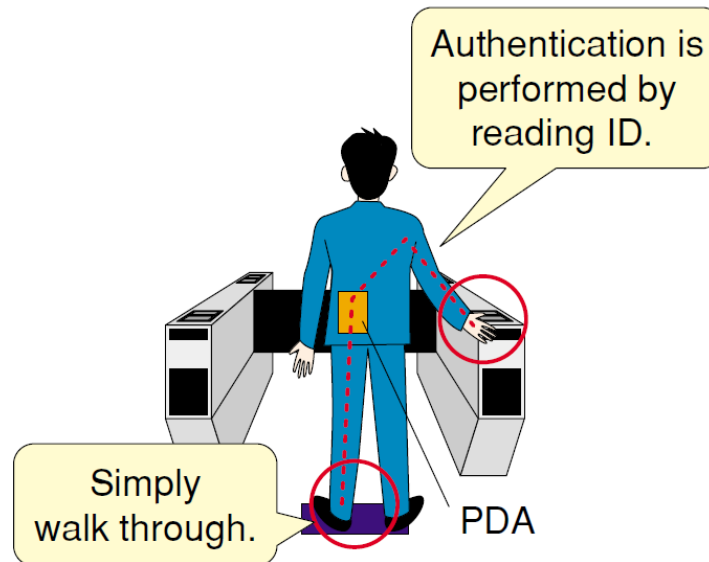 Authentication is
performed by
reading ID.
Simply
walk through.
PDA